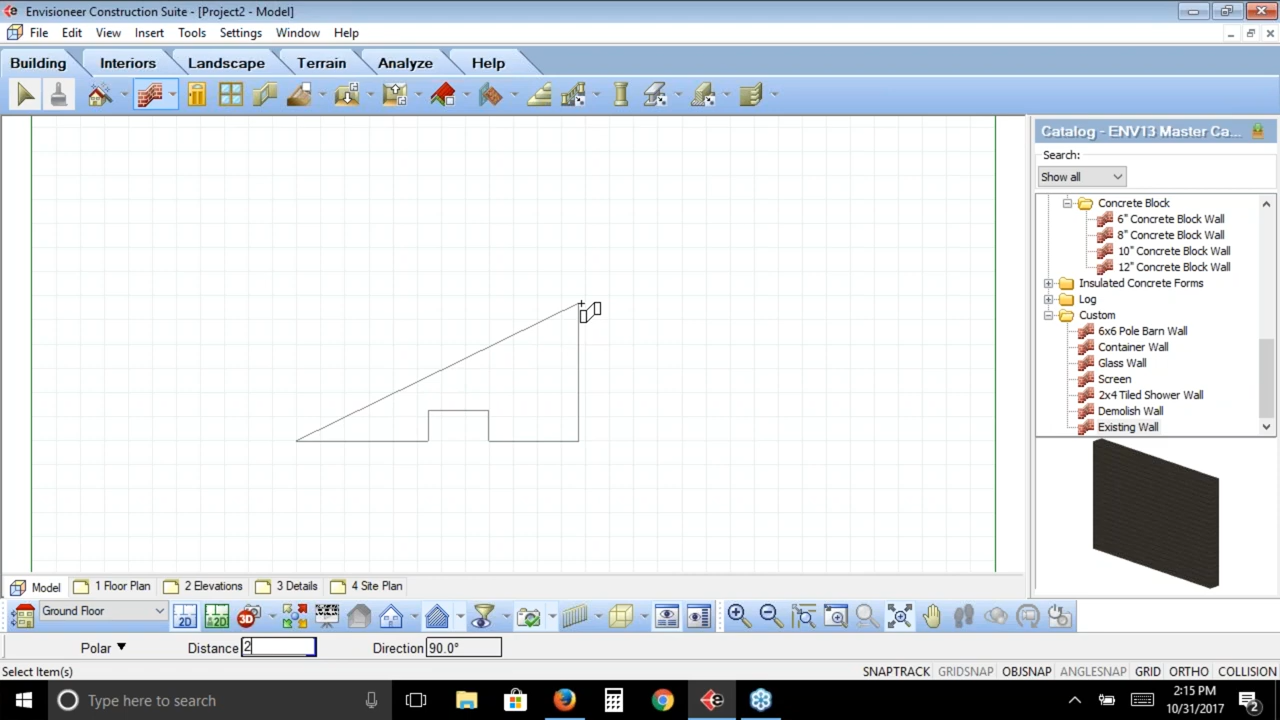 Envisioneer Construction Suite - [Project2 - Model]
File Edit View Insert Tools Settings Window Help
Building Interiors Landscape Terrain Analyze Help
Catalog - ENV13 Master Ca...
Search:
Show all
Concrete Block
6" Concrete Block Wall
8" Concrete Block Wall
10" Concrete Block Wall
12" Concrete Block Wall
Insulated Concrete Forms
Log
Custom
6x6 Pole Barn Wall
Container Wall
Glass Wall
Screen
2x4 Tiled Shower Wall
Demolish Wall
Existing Wall
Model 1 Floor Plan 2 Elevations 3 Details 4 Site Plan
Ground Floor 2D &2D 3D
Polar Distance 2 Direction 90.0°
Select Item(s) SNAPTRACK GRIDSNAP OBJSNAP ANGLESNAP GRID ORTHO COLLISION
Type here to search
2:15 PM
10/31/2017
2